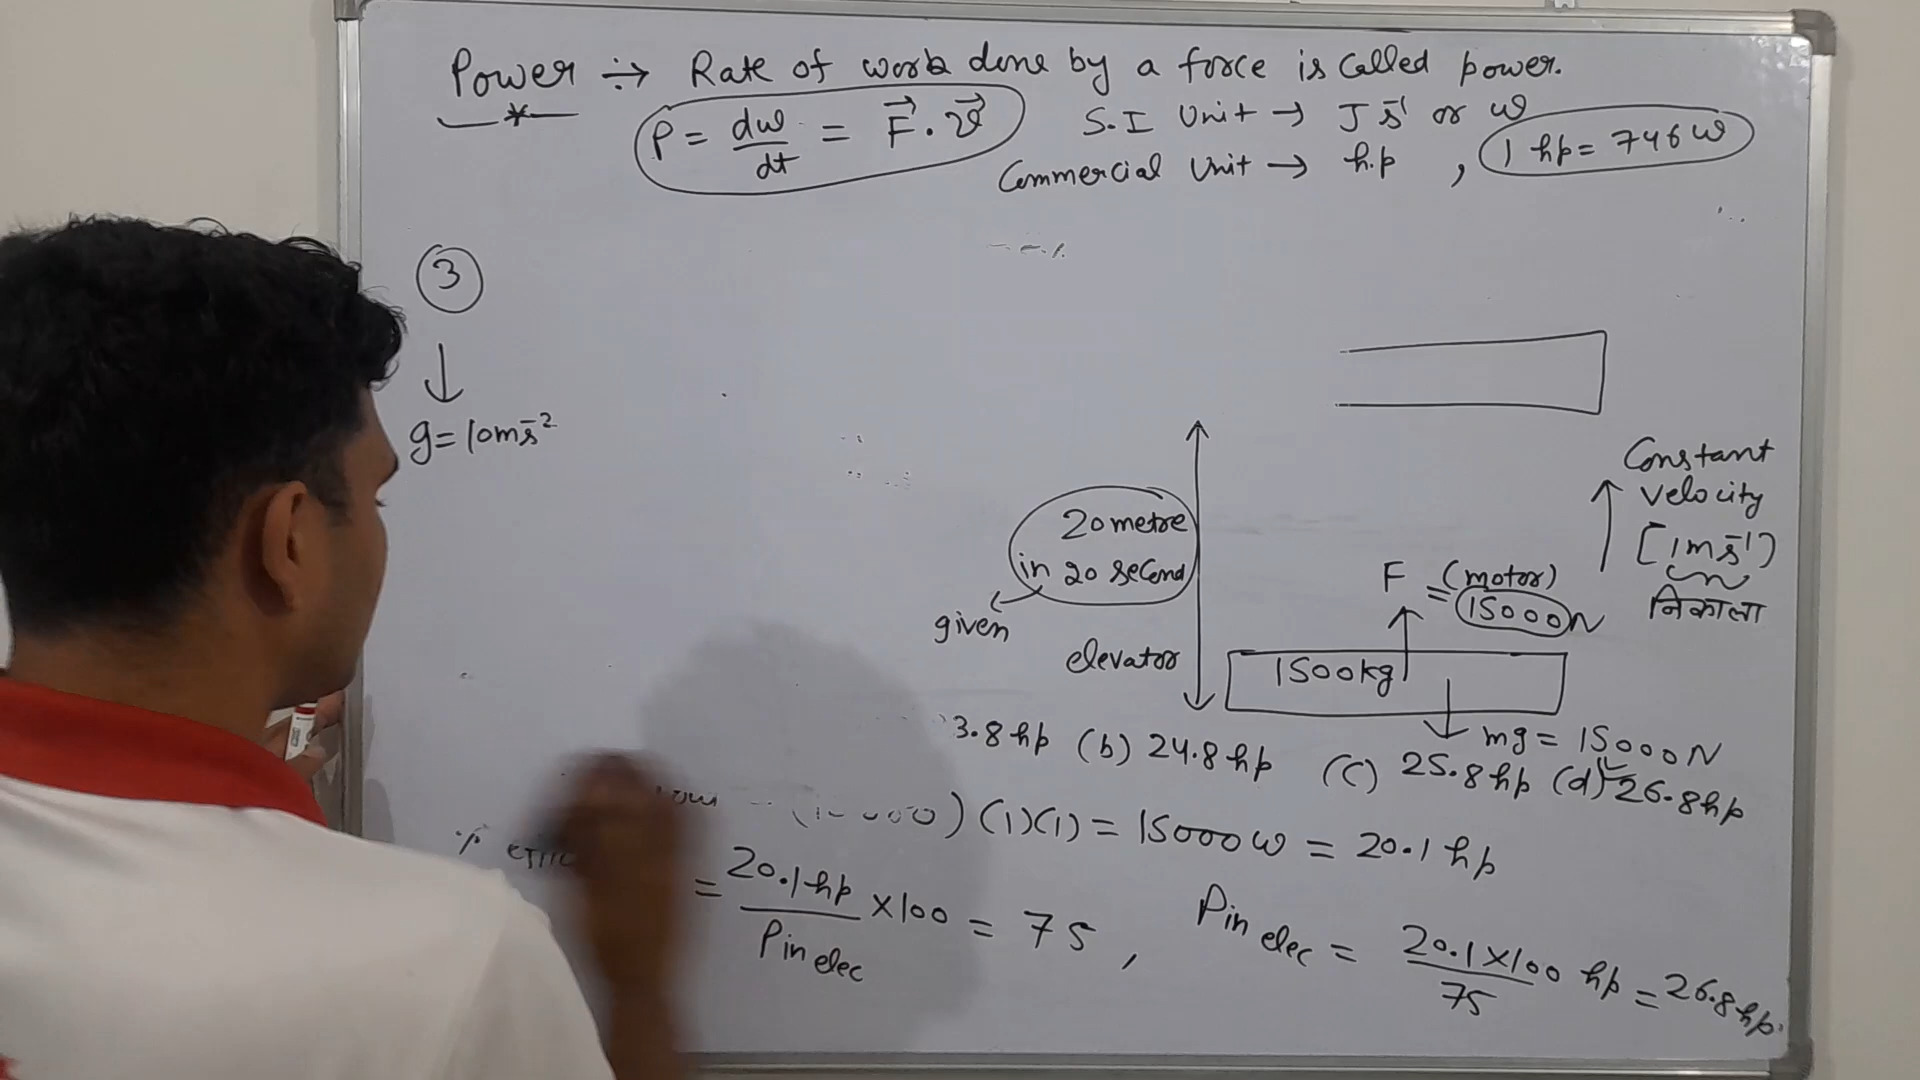 Power ÷→ Rate of work done by a force is called power.
P = dw/dt = F⃗ . v⃗
S.I Unit → J s⁻¹ or w
Commercial Unit → h.p , 1 hp = 746 w
3
↓
g = 10 m s⁻²
Constant
velocity
[1 m s⁻¹)
निकाला
20 metre
in 20 second
given
elevator
F (motor)
= 15000 N
1500 kg
mg = 15000 N
3.8 hp (b) 24.8 hp (c) 25.8 hp (d) 26.8 hp
) (1)(1) = 15000 w = 20.1 hp
= 20.1 hp / Pin elec × 100 = 75 , Pin elec = 20.1 × 100 / 75 hp = 26.8 hp.